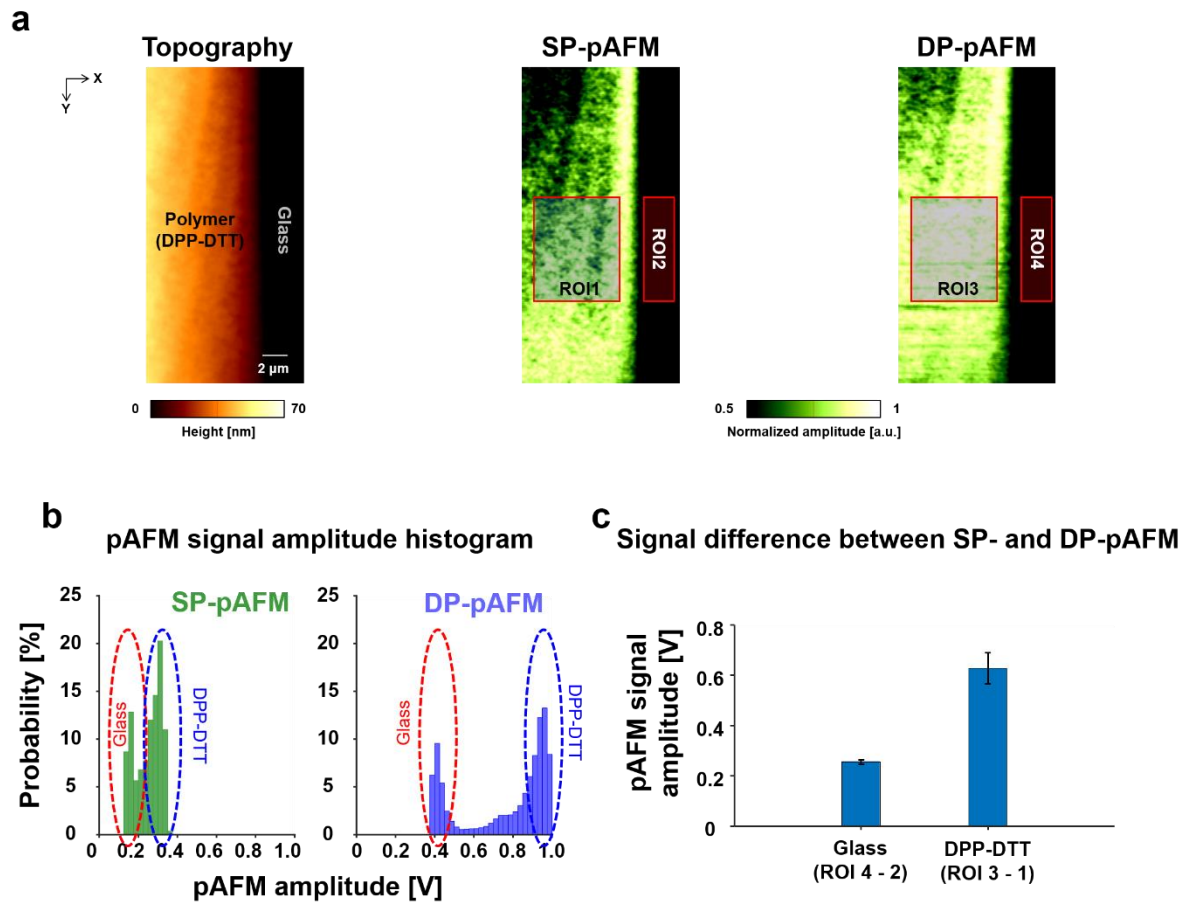 a
Topography
SP-pAFM
DP-pAFM
X
Y
Polymer
(DPP-DTT)
Glass
2 μm
ROI1
ROI2
ROI3
ROI4
0
70
Height [nm]
0.5
1
Normalized amplitude [a.u.]
b
pAFM signal amplitude histogram
25
20
15
10
5
0
Probability [%]
SP-pAFM
Glass
DPP-DTT
0 0.2 0.4 0.6 0.8 1.0
25
20
15
10
5
0
DP-pAFM
Glass
DPP-DTT
0 0.2 0.4 0.6 0.8 1.0
pAFM amplitude [V]
c
Signal difference between SP- and DP-pAFM
pAFM signal
amplitude [V]
0.8
0.6
0.4
0.2
0
Glass
(ROI 4 - 2)
DPP-DTT
(ROI 3 - 1)